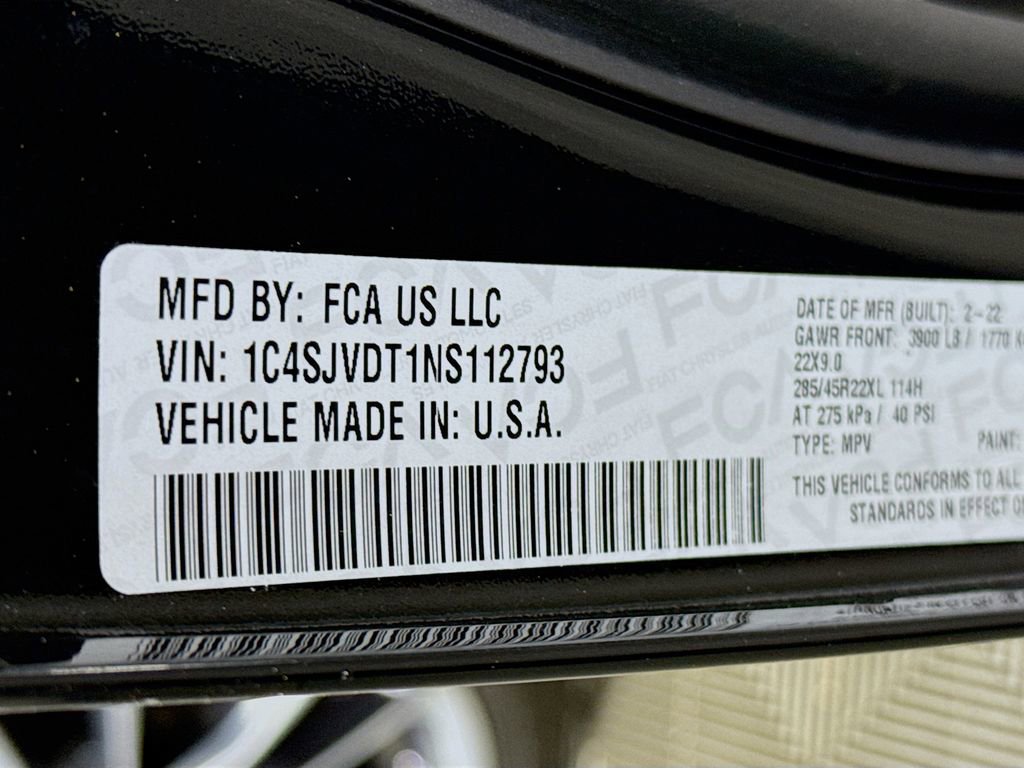 MFD BY: FCA US LLC
VIN: 1C4SJVDT1NS112793
VEHICLE MADE IN: U.S.A.
DATE OF MFR (BUILT): 2-22
GAWR FRONT: 3900 LB / 1770 K
22X9.0
285/45R22XL 114H
AT 275 kPa / 40 PSI
TYPE: MPV PAINT:
THIS VEHICLE CONFORMS TO ALL
STANDARDS IN EFFECT